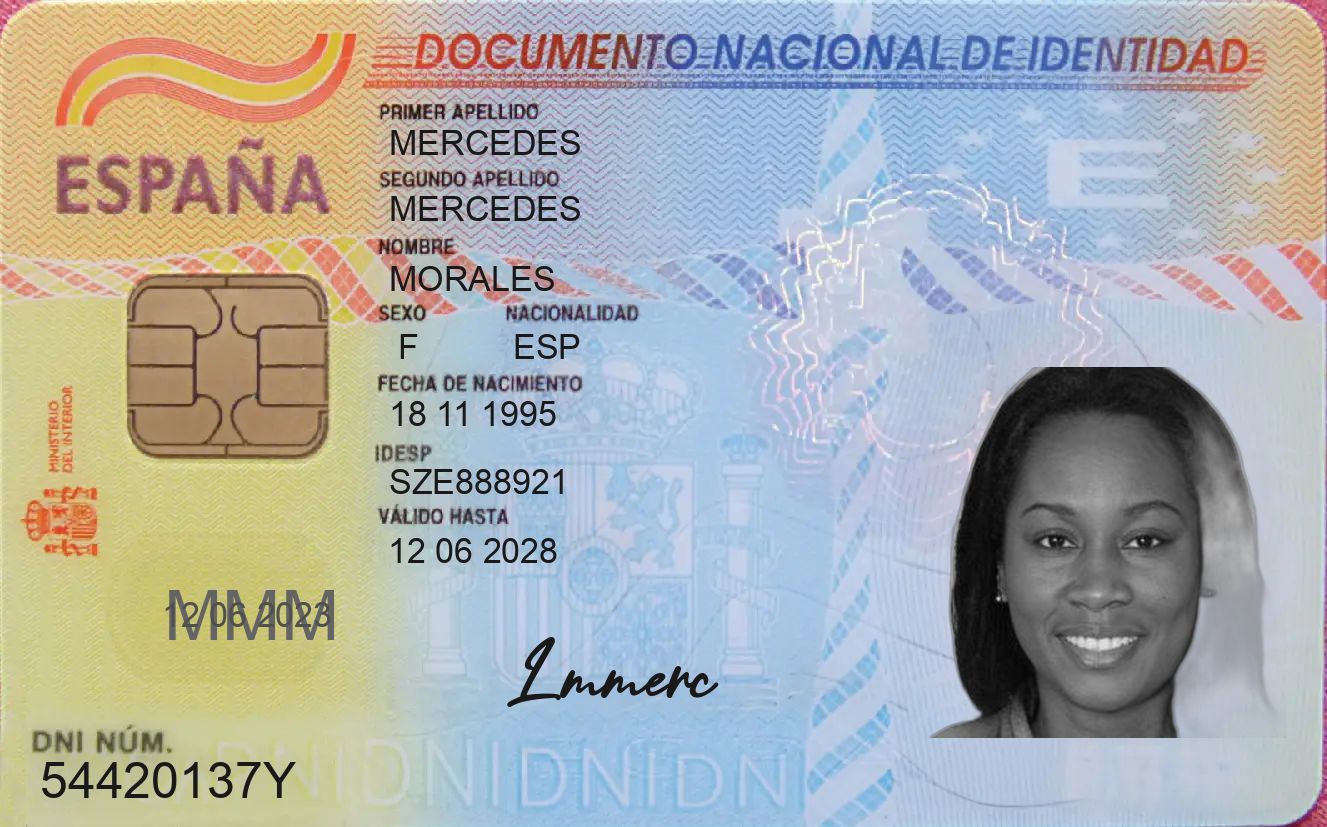 DOCUMENTO NACIONAL DE IDENTIDAD
ESPAÑA
PRIMER APELLIDO
MERCEDES
SEGUNDO APELLIDO
MERCEDES
NOMBRE
MORALES
SEXO NACIONALIDAD
F ESP
FECHA DE NACIMIENTO
18 11 1995
IDESP
SZE888921
VÁLIDO HASTA
12 06 2028
MINISTERIO
DEL INTERIOR
E
MMM
12 06 2023
Lmmerc
DNI NÚM.
54420137Y
DNIDNIDNIDNI